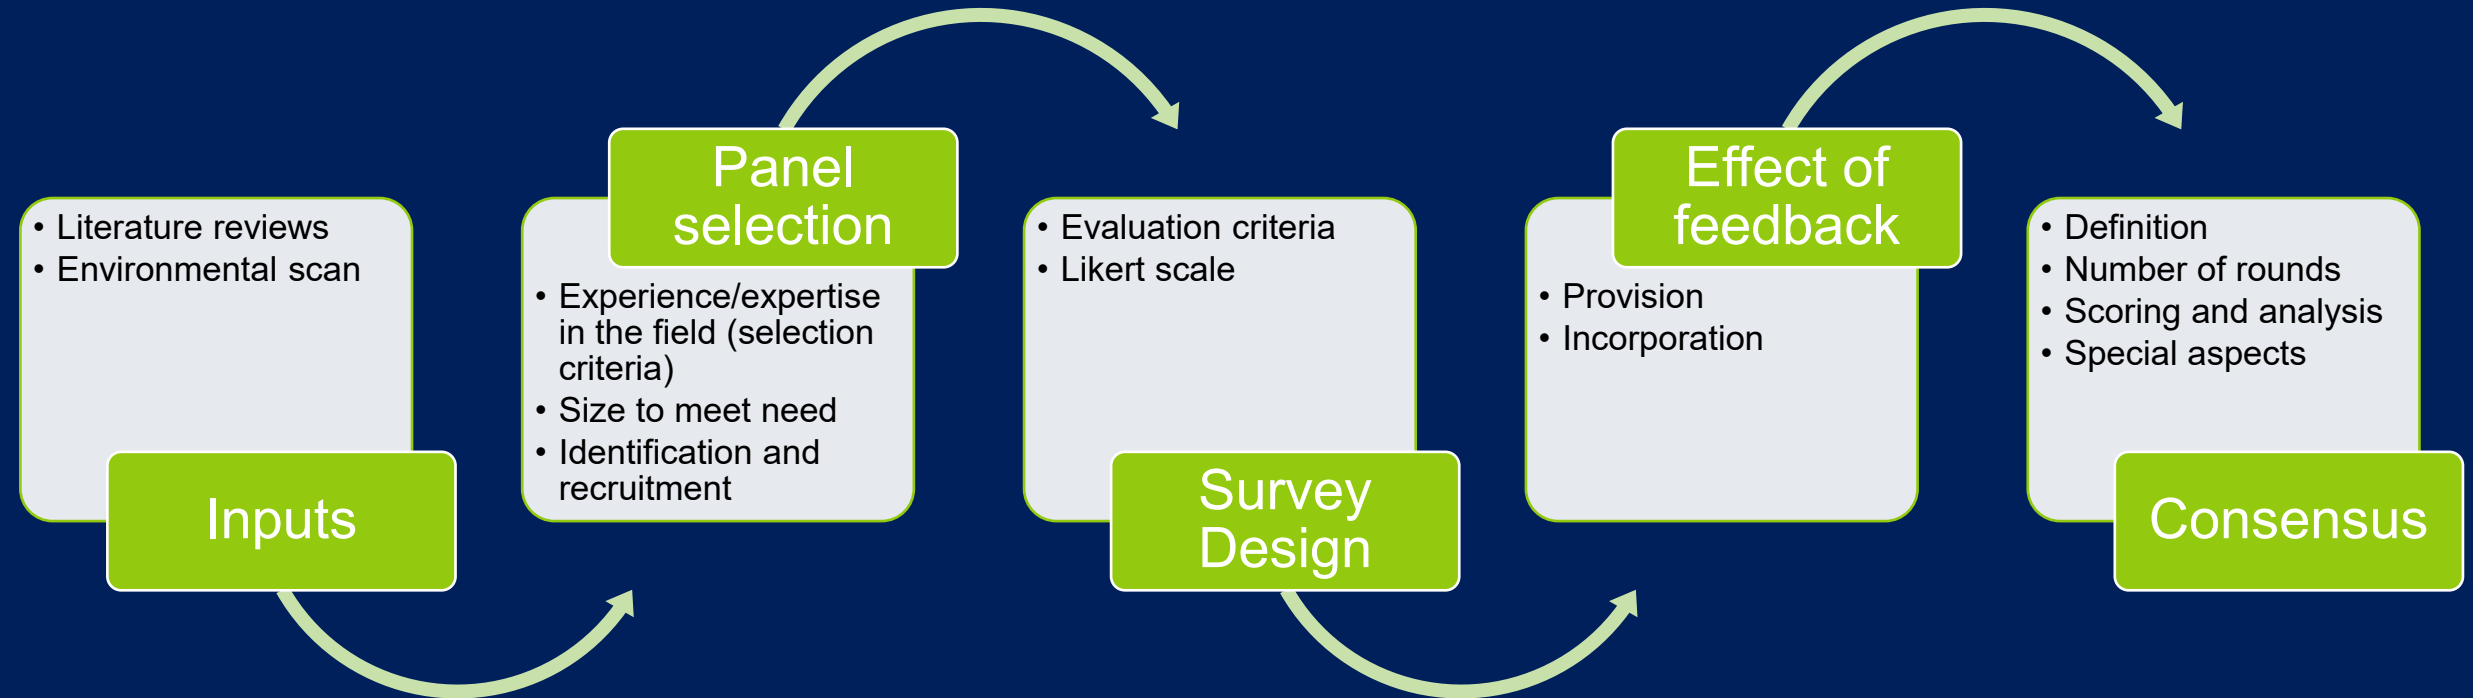 • Literature reviews
• Environmental scan
Inputs
Panel
selection
• Experience/expertise
in the field (selection
criteria)
• Size to meet need
• Identification and
recruitment
• Evaluation criteria
• Likert scale
Survey
Design
Effect of
feedback
• Provision
• Incorporation
• Definition
• Number of rounds
• Scoring and analysis
• Special aspects
Consensus